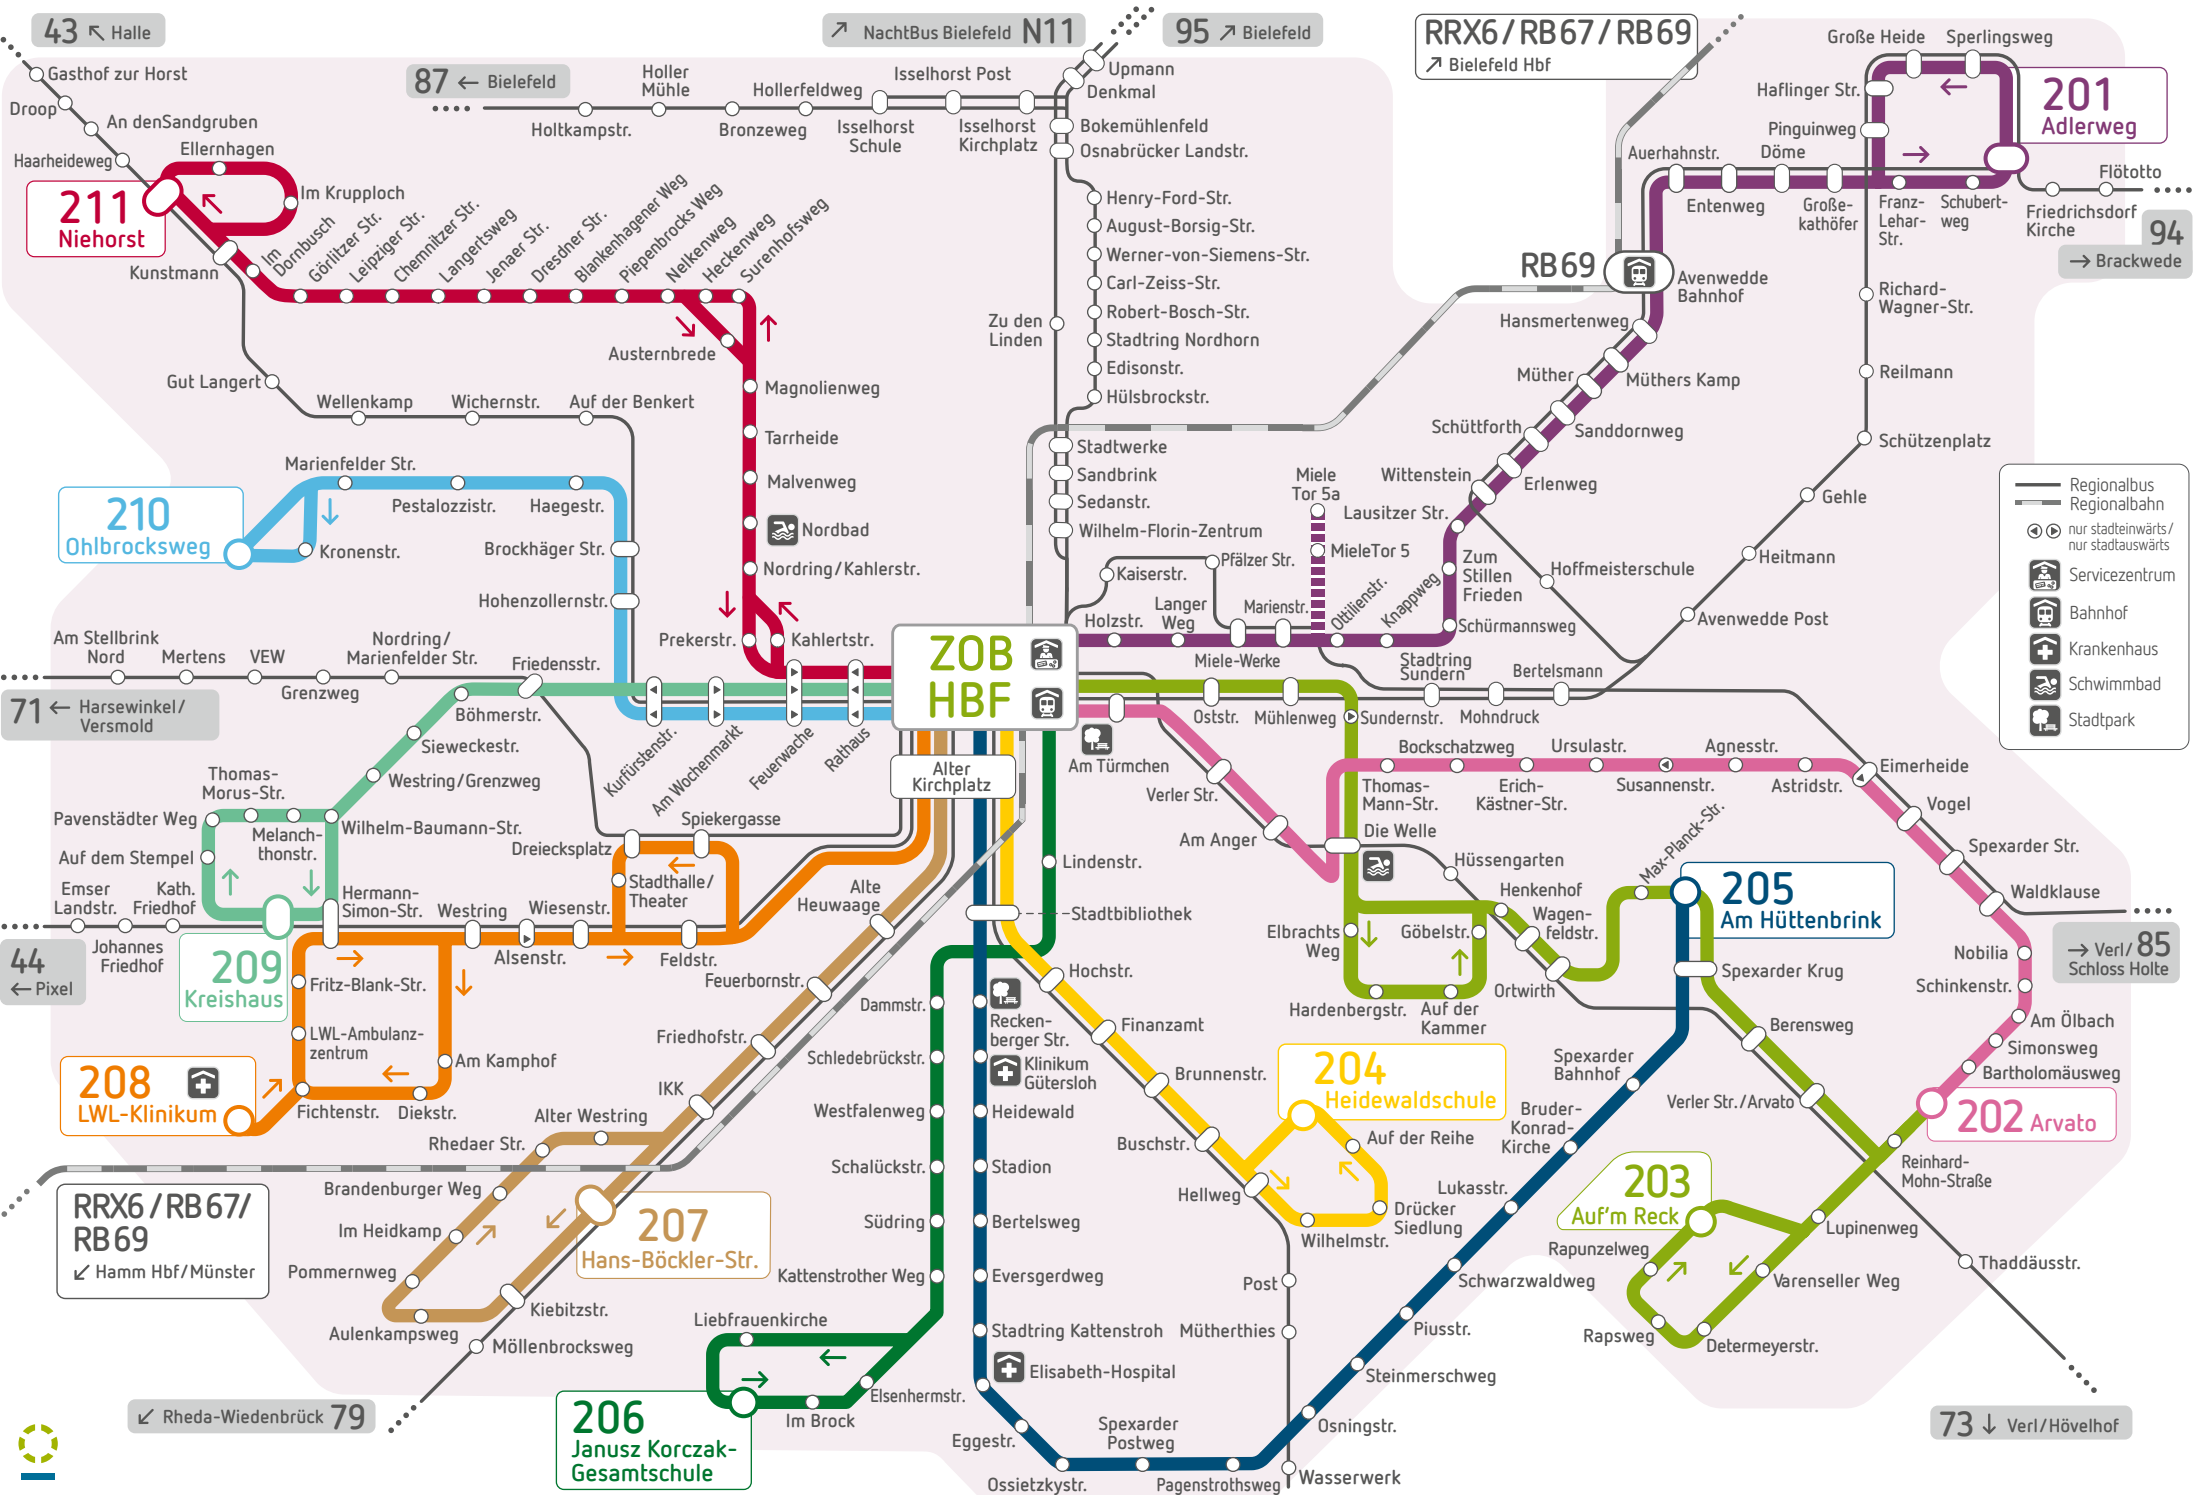 43 ↖ Halle
↗ NachtBus Bielefeld N11
95 ↗ Bielefeld
RRX6/RB67/RB69
↗ Bielefeld Hbf
87 ← Bielefeld
Gasthof zur Horst
Droop
An denSandgruben
Haarheideweg
Ellernhagen
Im Krupploch
211
Niehorst
Kunstmann
Im
Dornbusch
Görlitzer Str.
Leipziger Str.
Chemnitzer Str.
Langertsweg
Jenaer Str.
Dresdner Str.
Blankenhagener Weg
Piepenbrocks Weg
Nelkenweg
Heckenweg
Surenhofsweg
Austernbrede
Magnolienweg
Tarrheide
Malvenweg
Nordbad
Nordring/Kahlerstr.
Prekerstr.
Kahlertstr.
Holtkampstr.
Holler
Mühle
Bronzeweg
Hollerfeldweg
Isselhorst
Schule
Isselhorst Post
Isselhorst
Kirchplatz
Upmann
Denkmal
Bokemühlenfeld
Osnabrücker Landstr.
Henry-Ford-Str.
August-Borsig-Str.
Werner-von-Siemens-Str.
Carl-Zeiss-Str.
Robert-Bosch-Str.
Stadtring Nordhorn
Edisonstr.
Hülsbrockstr.
Zu den
Linden
Stadtwerke
Sandbrink
Sedanstr.
Wilhelm-Florin-Zentrum
Große Heide
Sperlingsweg
Haflinger Str.
Pinguinweg
201
Adlerweg
Auerhahnstr.
Döme
Entenweg
Große-
kathöfer
Franz-
Lehar-
Str.
Schubert-
weg
Flötotto
Friedrichsdorf
Kirche
94
→ Brackwede
RB69
Avenwedde
Bahnhof
Hansmertenweg
Müthers Kamp
Müther
Sanddornweg
Schüttforth
Erlenweg
Wittenstein
Lausitzer Str.
Zum
Stillen
Frieden
Schürmannsweg
Miele
Tor 5a
MieleTor 5
Ottilienstr.
Knappweg
Richard-
Wagner-Str.
Reilmann
Schützenplatz
Gehle
Heitmann
Avenwedde Post
Hoffmeisterschule
Regionalbus
Regionalbahn
nur stadteinwärts/
nur stadtauswärts
Servicezentrum
Bahnhof
Krankenhaus
Schwimmbad
Stadtpark
Gut Langert
Wellenkamp
Wichernstr.
Auf der Benkert
Marienfelder Str.
Pestalozzistr.
Haegestr.
210
Ohlbrocksweg
Kronenstr.
Brockhäger Str.
Hohenzollernstr.
Am Stellbrink
Nord
Mertens
VEW
Grenzweg
Nordring/
Marienfelder Str.
Friedensstr.
71 ← Harsewinkel/
Versmold
Böhmerstr.
Sieweckestr.
Westring/Grenzweg
Kurfürstenstr.
Am Wochenmarkt
Feuerwache
Rathaus
ZOB
HBF
Alter
Kirchplatz
Kaiserstr.
Pfälzer Str.
Holzstr.
Langer
Weg
Marienstr.
Miele-Werke
Stadtring
Sundern
Bertelsmann
Oststr.
Mühlenweg
Sundernstr.
Mohndruck
Am Türmchen
Verler Str.
Am Anger
Bockschatzweg
Thomas-
Mann-Str.
Erich-
Kästner-Str.
Ursulastr.
Susannenstr.
Agnesstr.
Astridstr.
Eimerheide
Vogel
Spexarder Str.
Waldklause
→ Verl/ 85
Schloss Holte
Nobilia
Schinkenstr.
Am Ölbach
Simonsweg
Bartholomäusweg
202 Arvato
Reinhard-
Mohn-Straße
Die Welle
Hüssengarten
Henkenhof
Wagen-
feldstr.
Max-Planck-Str.
Ortwirth
Göbelstr.
Elbrachts
Weg
Hardenbergstr.
Auf der
Kammer
205
Am Hüttenbrink
Spexarder Krug
Berensweg
Verler Str./Arvato
Spexarder
Bahnhof
Bruder-
Konrad-
Kirche
Lukasstr.
Schwarzwaldweg
Piusstr.
Steinmerschweg
Osningstr.
203
Auf'm Reck
Rapunzelweg
Rapsweg
Determeyerstr.
Varenseller Weg
Lupinenweg
Thaddäusstr.
73 ↓ Verl/Hövelhof
Thomas-
Morus-Str.
Pavenstädter Weg
Melanch-
thonstr.
Wilhelm-Baumann-Str.
Auf dem Stempel
Emser
Landstr.
Kath.
Friedhof
Johannes
Friedhof
44
← Pixel
209
Kreishaus
Hermann-
Simon-Str.
Westring
Wiesenstr.
Alsenstr.
Feldstr.
Dreiecksplatz
Spiekergasse
Stadthalle/
Theater
Fritz-Blank-Str.
LWL-Ambulanz-
zentrum
Am Kamphof
208
LWL-Klinikum
Fichtenstr.
Diekstr.
Alte
Heuwaage
Feuerbornstr.
Friedhofstr.
IKK
Alter Westring
Rhedaer Str.
Brandenburger Weg
Im Heidkamp
Pommernweg
Aulenkampsweg
Kiebitzstr.
Möllenbrocksweg
207
Hans-Böckler-Str.
RRX6/RB67/
RB69
↙ Hamm Hbf/Münster
↙ Rheda-Wiedenbrück 79
Lindenstr.
Stadtbibliothek
Dammstr.
Schledebrückstr.
Westfalenweg
Schalückstr.
Südring
Kattenstrother Weg
Liebfrauenkirche
Elsenhermstr.
Im Brock
206
Janusz Korczak-
Gesamtschule
Recken-
berger Str.
Klinikum
Gütersloh
Heidewald
Stadion
Bertelsweg
Eversgerdweg
Stadtring Kattenstroh
Elisabeth-Hospital
Eggestr.
Ossietzkystr.
Spexarder
Postweg
Pagenstrothsweg
Hochstr.
Finanzamt
Brunnenstr.
Buschstr.
Hellweg
204
Heidewaldschule
Auf der Reihe
Drücker
Siedlung
Wilhelmstr.
Post
Mütherthies
Wasserwerk